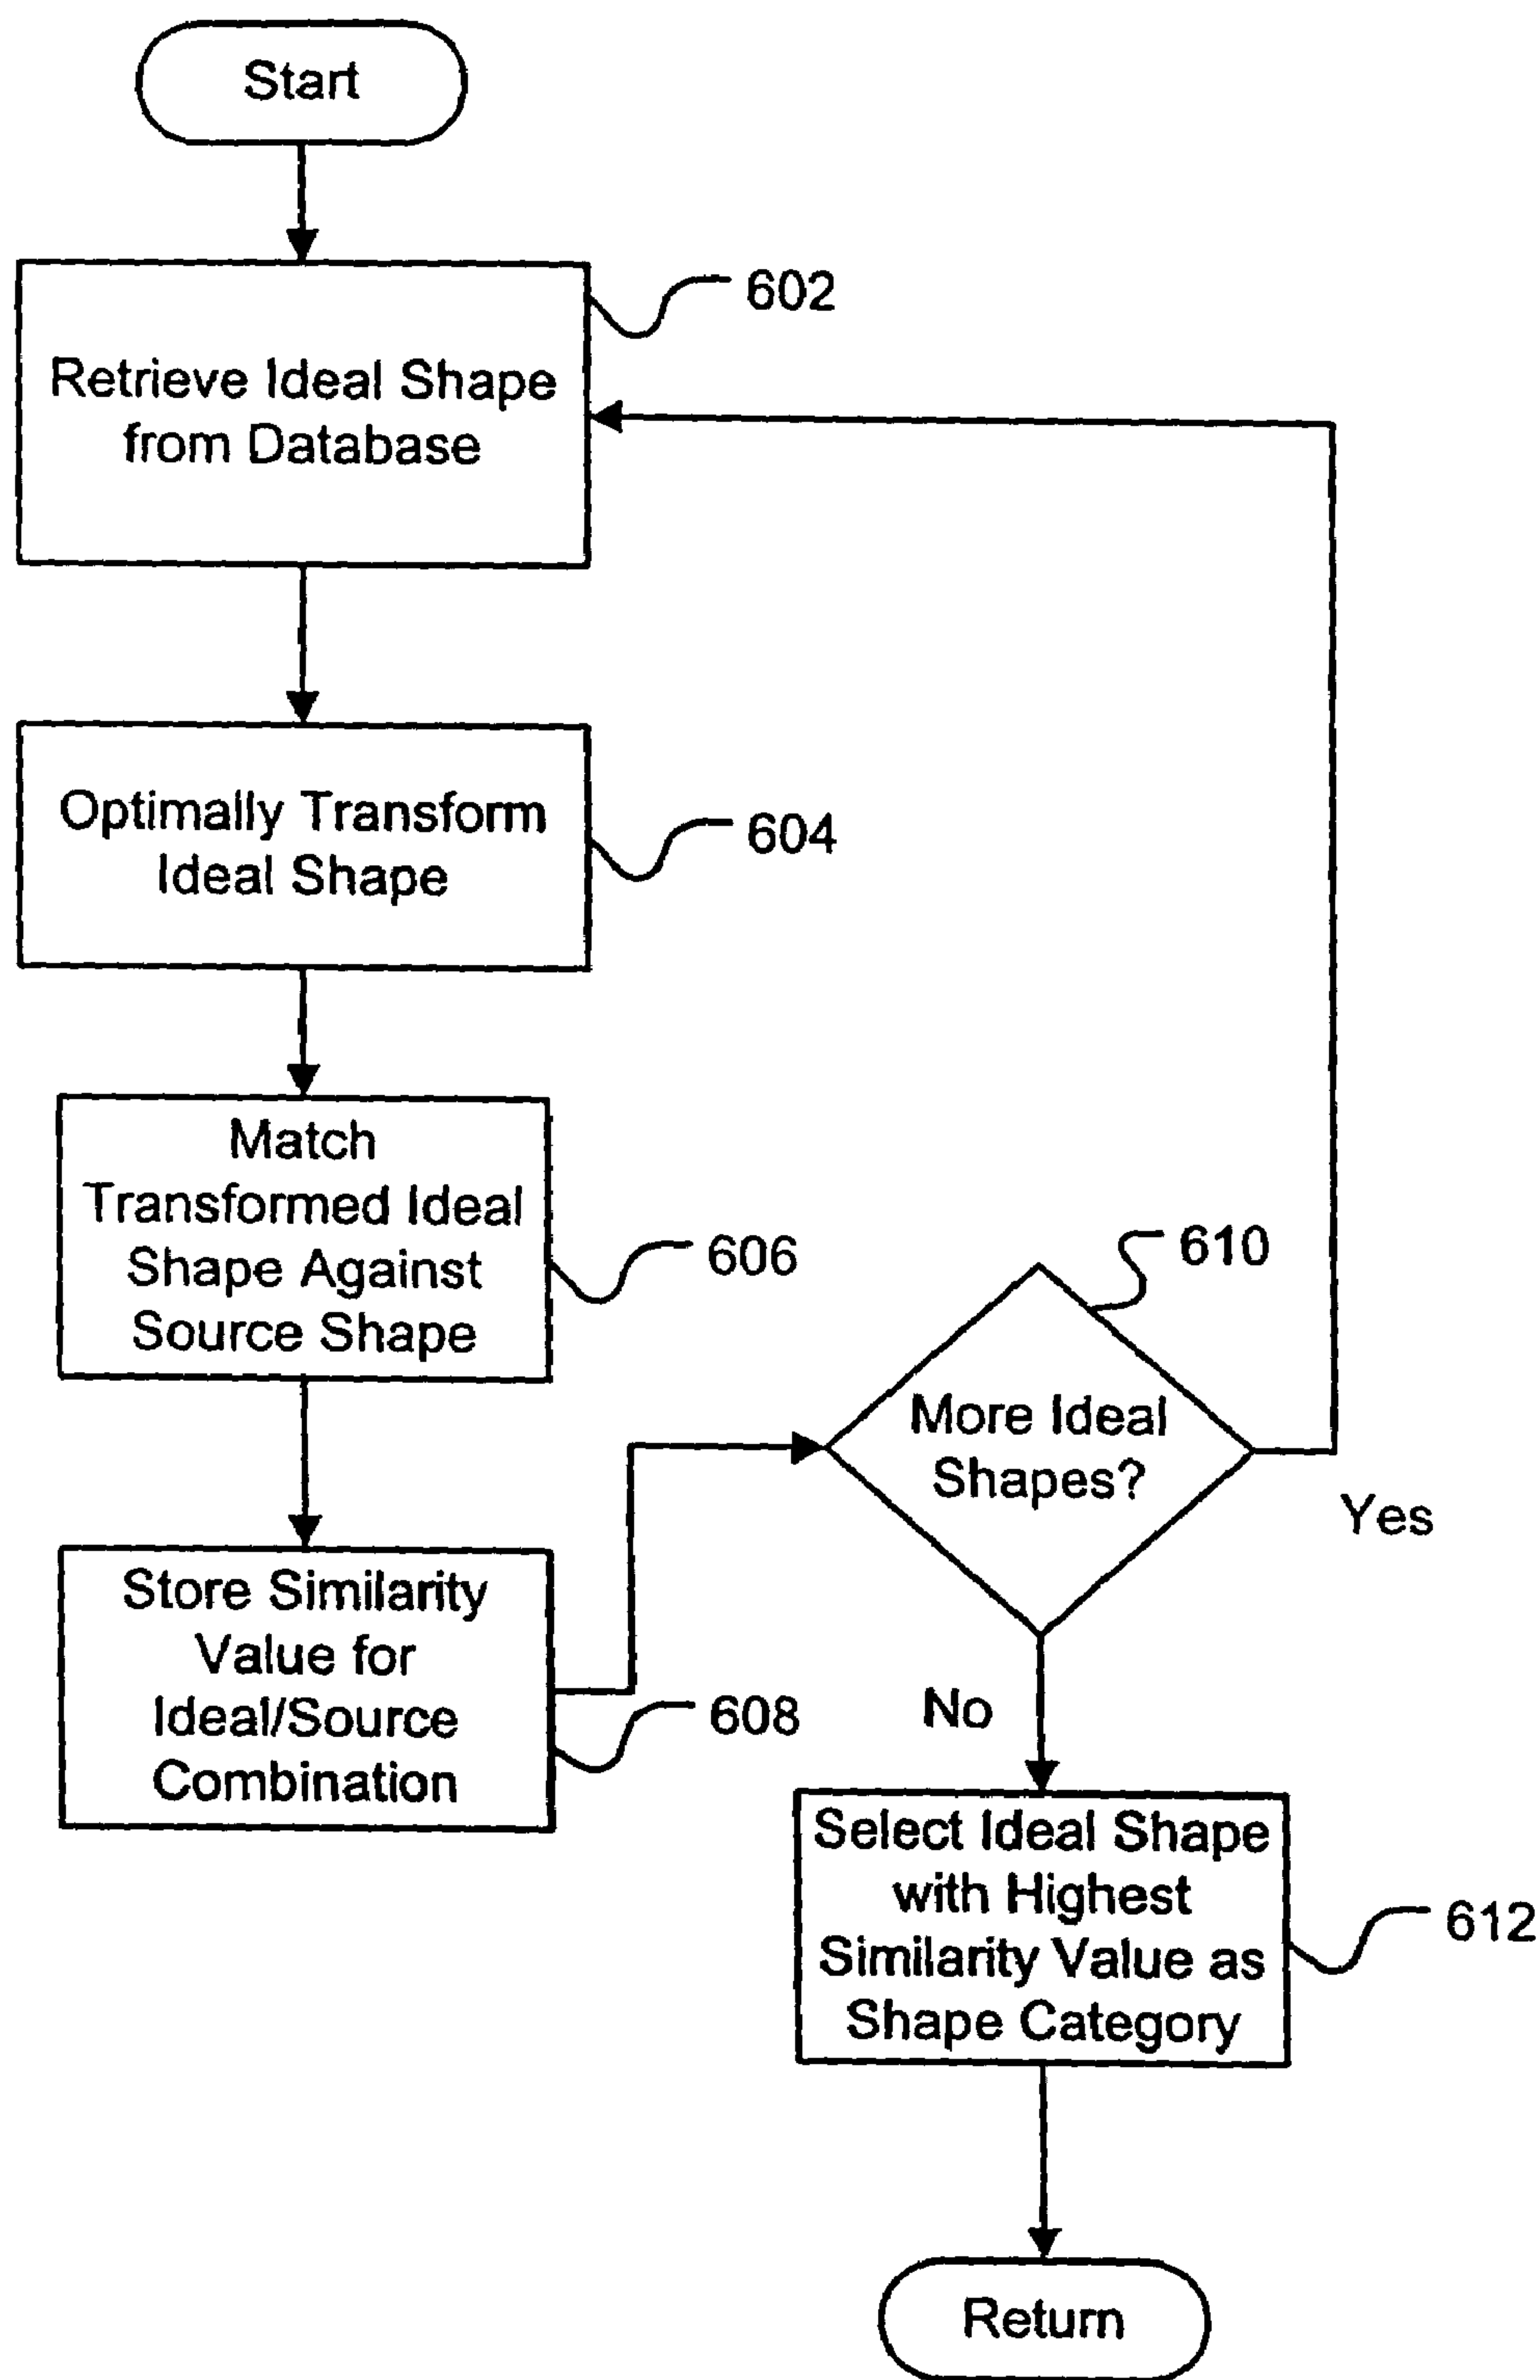 Start
602
Retrieve Ideal Shape
from Database
Optimally Transform
Ideal Shape
604
Match
Transformed Ideal
Shape Against
Source Shape
606
610
More Ideal
Shapes?
Yes
No
Store Similarity
Value for
Ideal/Source
Combination
608
Select Ideal Shape
with Highest
Similarity Value as
Shape Category
612
Return